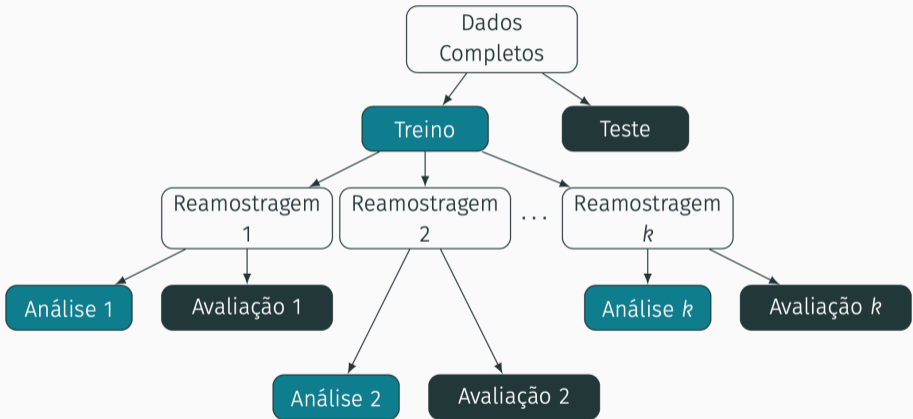 Dados
Completos
Treino
Teste
Reamostragem
1
Reamostragem
2
...
Reamostragem
k
Análise 1
Avaliação 1
Análise k
Avaliação k
Análise 2
Avaliação 2